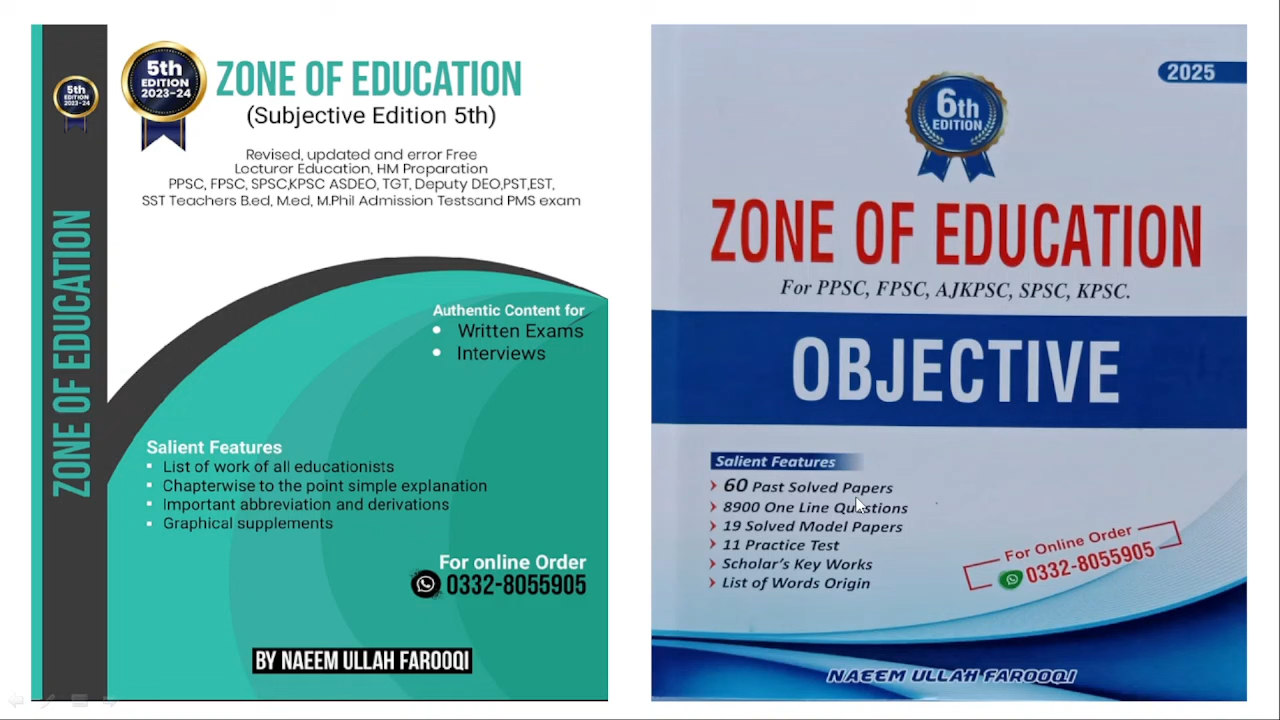 ZONE OF EDUCATION
5th
EDITION
2023-24
5th
EDITION
2023-24
ZONE OF EDUCATION
(Subjective Edition 5th)
Revised, updated and error Free
Lecturer Education, HM Proparation
PPSC, FPSC, SPSC,KPSC ASDEO, TGT, Deputy DEO,PST,EST,
SST Teachers B.ed, M.ed, M.Phil Admission Testsand PMS exam
Authentic Content for
• Written Exams
• Interviews
Salient Features
List of work of all educationists
Chapterwise to the point simple explanation
Important abbreviation and derivations
Graphical supplements
For online Order
0332-8055905
BY NAEEM ULLAH FAROOQI
2025
6th
EDITION
ZONE OF EDUCATION
For PPSC, FPSC, AJKPSC, SPSC, KPSC.
OBJECTIVE
Salient Features
60 Past Solved Papers
8900 One Line Questions
19 Solved Model Papers
11 Practice Test
Scholar's Key Works
List of Words Origin
For Online Order
0332-8055905
NAEEM ULLAH FAROOQI